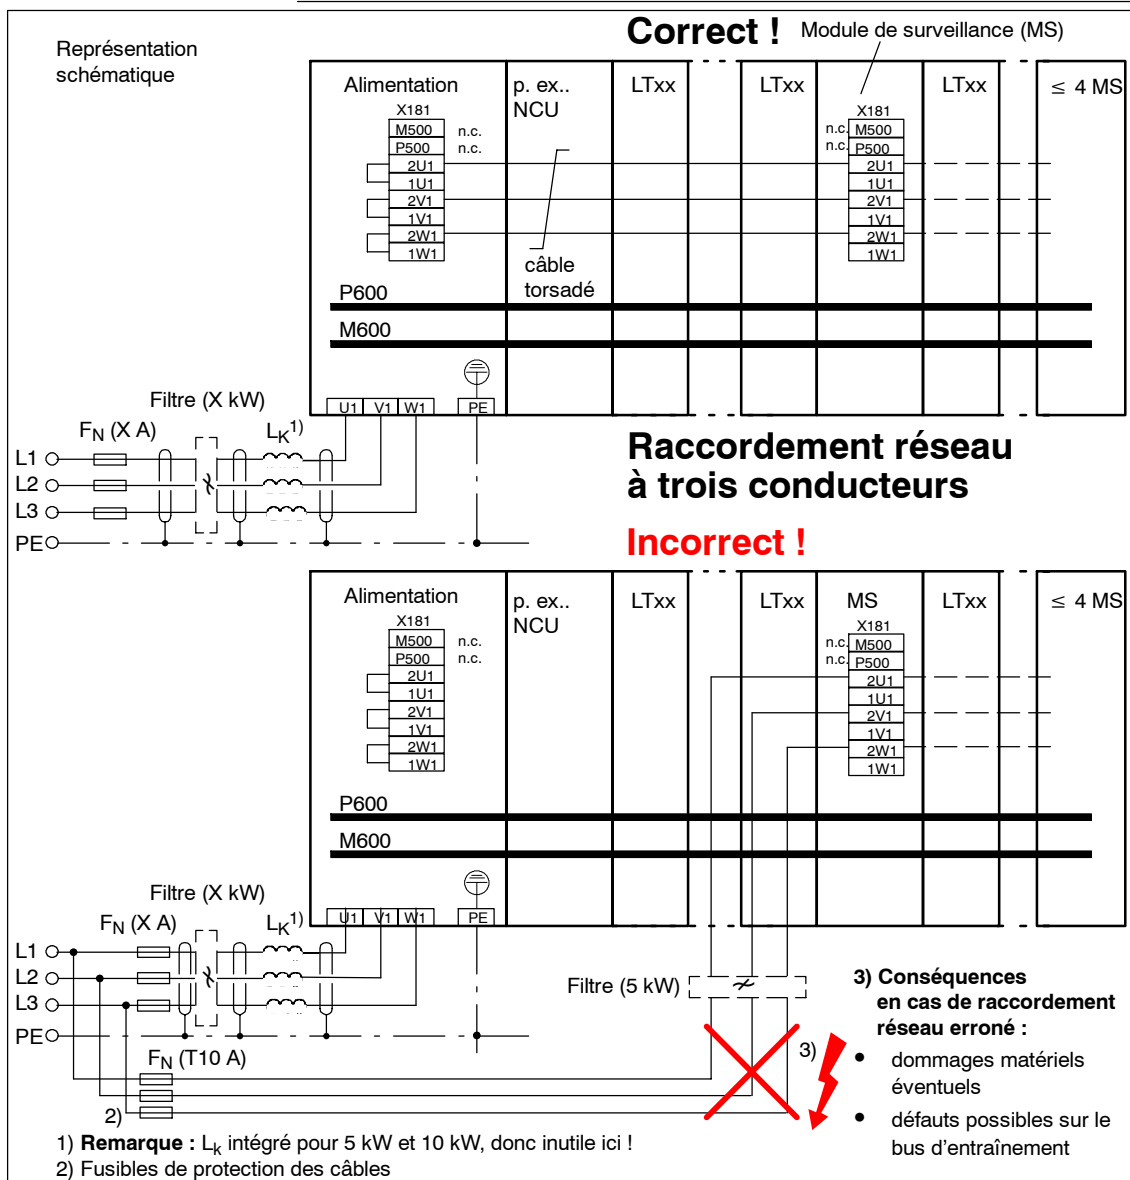 Correct !
Module de surveillance (MS)
Représentation
schématique
Alimentation
p. ex..
NCU
LTxx
LTxx
LTxx
≤ 4 MS
X181
M500 n.c.
P500 n.c.
2U1
1U1
2V1
1V1
2W1
1W1
X181
n.c. M500
n.c. P500
2U1
1U1
2V1
1V1
2W1
1W1
câble
torsadé
P600
M600
U1 V1 W1 PE
Filtre (X kW)
FN (X A)
LK1)
L1
L2
L3
PE
Raccordement réseau
à trois conducteurs
Incorrect !
Alimentation
p. ex..
NCU
LTxx
LTxx
MS
LTxx
≤ 4 MS
X181
M500 n.c.
P500 n.c.
2U1
1U1
2V1
1V1
2W1
1W1
X181
n.c. M500
n.c. P500
2U1
1U1
2V1
1V1
2W1
1W1
P600
M600
U1 V1 W1 PE
Filtre (X kW)
FN (X A)
LK1)
L1
L2
L3
PE
FN (T10 A)
2)
Filtre (5 kW)
3)
3) Conséquences
en cas de raccordement
réseau erroné :
• dommages matériels
éventuels
• défauts possibles sur le
bus d'entraînement
1) Remarque : Lk intégré pour 5 kW et 10 kW, donc inutile ici !
2) Fusibles de protection des câbles